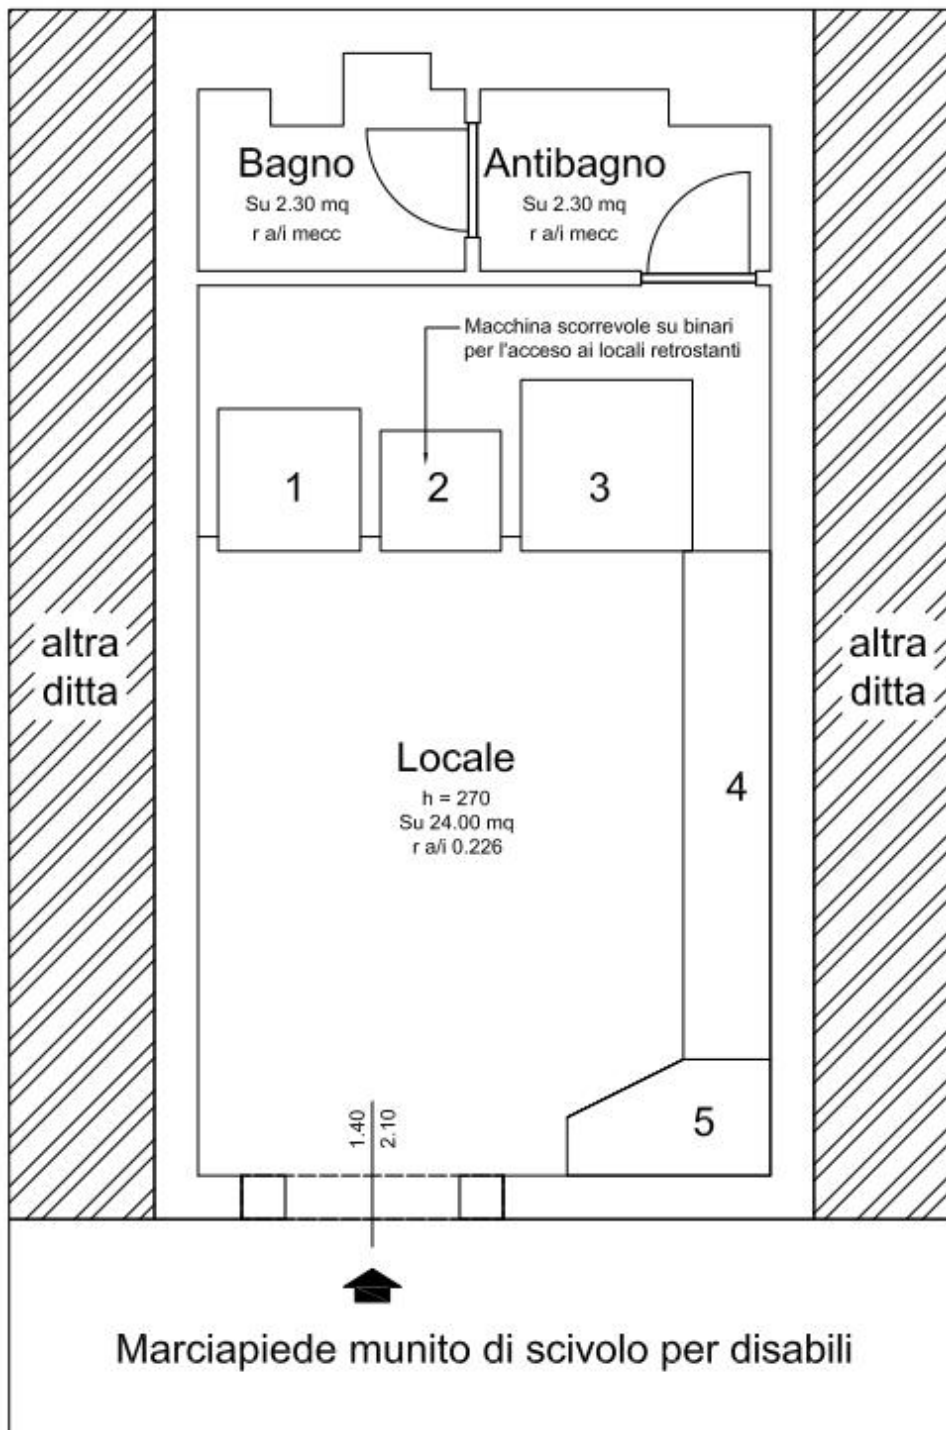 Bagno
Su 2.30 mq
r a/i mecc
Antibagno
Su 2.30 mq
r a/i mecc
Macchina scorrevole su binari
per l'acceso ai locali retrostanti
1
2
3
altra
ditta
altra
ditta
Locale
h = 270
Su 24.00 mq
r a/i 0.226
4
5
1.40
2.10
Marciapiede munito di scivolo per disabili